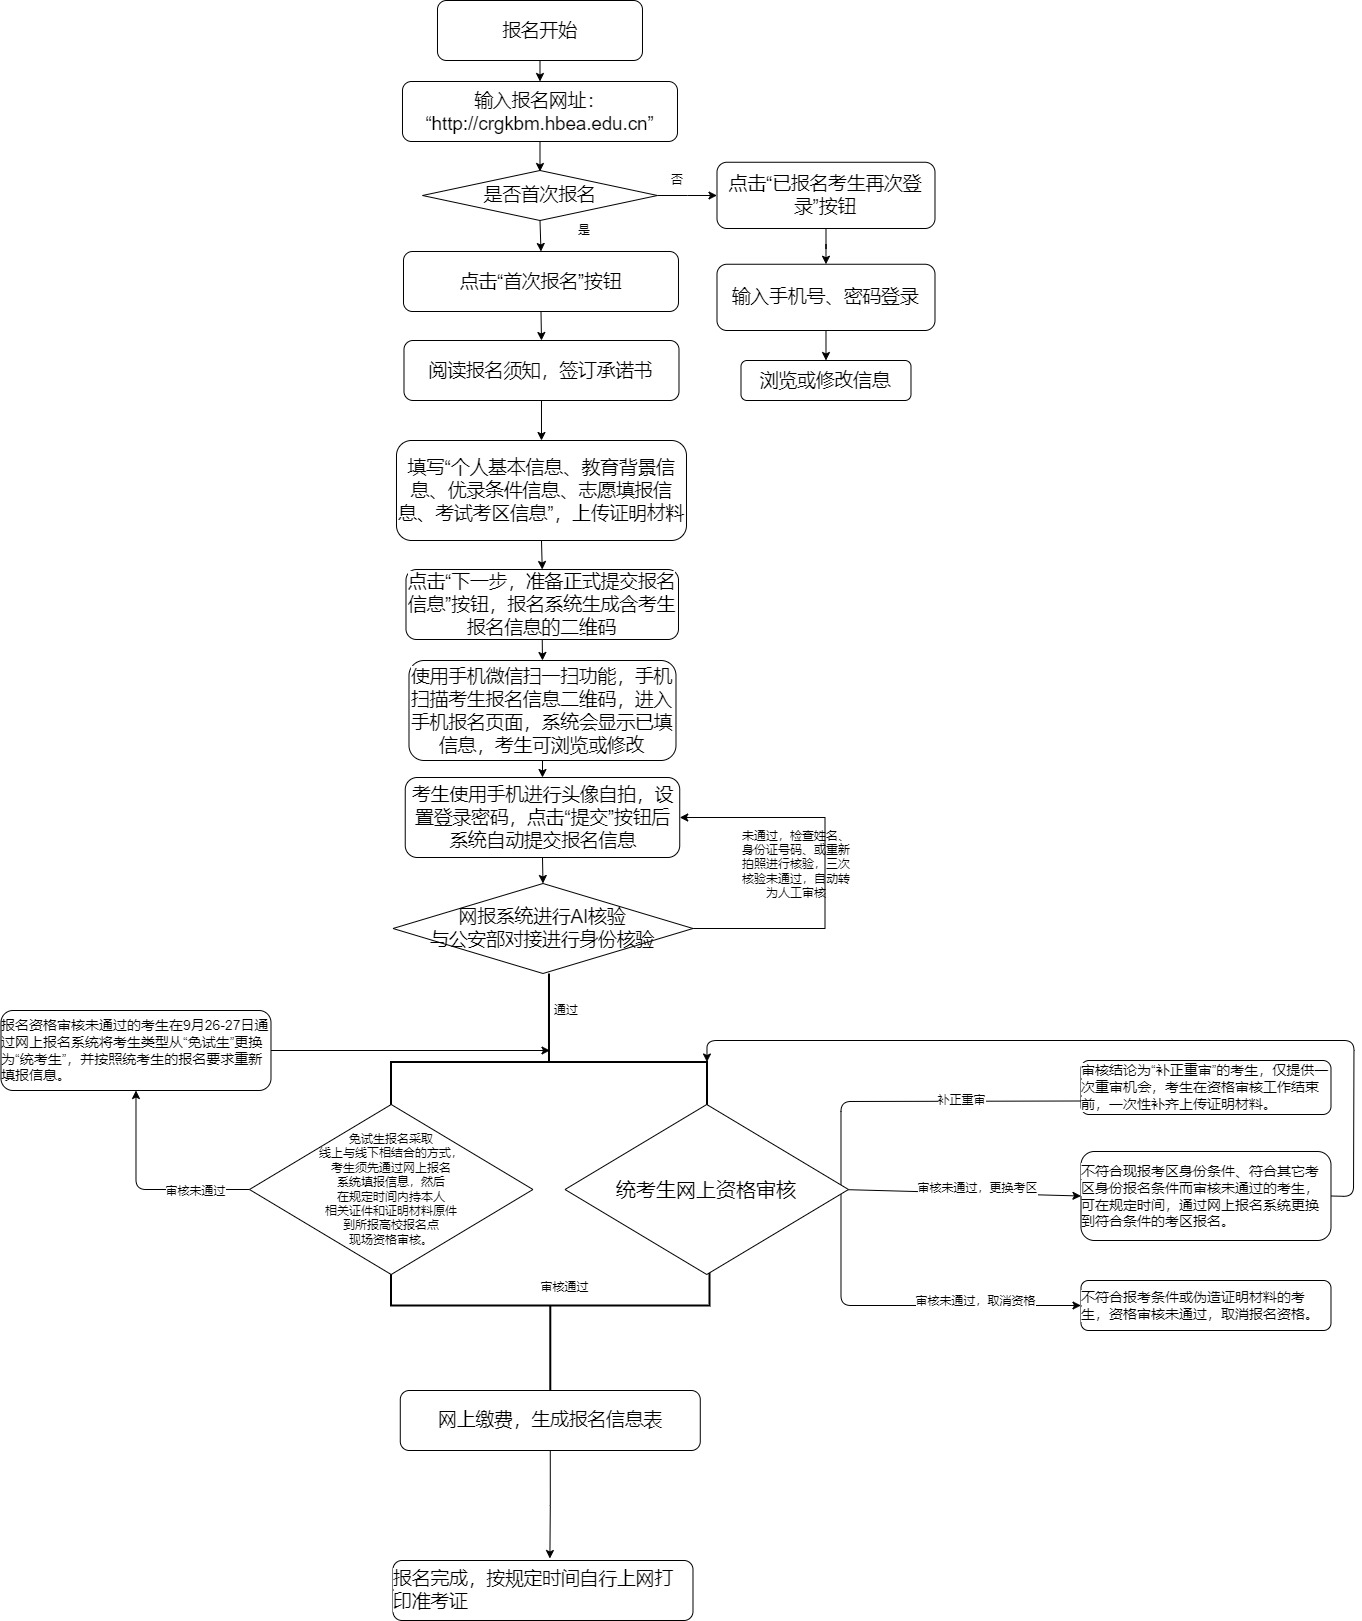 报名开始
输入报名网址：
“http://crgkbm.hbea.edu.cn”
是否首次报名
否
点击“已报名考生再次登
录”按钮
是
点击“首次报名”按钮
输入手机号、密码登录
阅读报名须知，签订承诺书
浏览或修改信息
填写“个人基本信息、教育背景信
息、优录条件信息、志愿填报信
息、考试考区信息”，上传证明材料
点击“下一步，准备正式提交报名
信息”按钮，报名系统生成含考生
报名信息的二维码
使用手机微信扫一扫功能，手机
扫描考生报名信息二维码，进入
手机报名页面，系统会显示已填
信息，考生可浏览或修改
考生使用手机进行头像自拍，设
置登录密码，点击“提交”按钮后
系统自动提交报名信息
未通过，检查姓名、
身份证号码、或重新
拍照进行核验，三次
核验未通过，自动转
为人工审核
网报系统进行AI核验
与公安部对接进行身份核验
通过
报名资格审核未通过的考生在9月26-27日通
过网上报名系统将考生类型从“免试生”更换
为“统考生”，并按照统考生的报名要求重新
填报信息。
审核未通过
免试生报名采取
线上与线下相结合的方式，
考生须先通过网上报名
系统填报信息，然后
在规定时间内持本人
相关证件和证明材料原件
到所报高校报名点
现场资格审核。
统考生网上资格审核
补正重审
审核结论为“补正重审”的考生，仅提供一
次重审机会，考生在资格审核工作结束
前，一次性补齐上传证明材料。
审核未通过，更换考区
不符合现报考区身份条件、符合其它考
区身份报名条件而审核未通过的考生，
可在规定时间，通过网上报名系统更换
到符合条件的考区报名。
审核未通过，取消资格
不符合报考条件或伪造证明材料的考
生，资格审核未通过，取消报名资格。
审核通过
网上缴费，生成报名信息表
报名完成，按规定时间自行上网打
印准考证